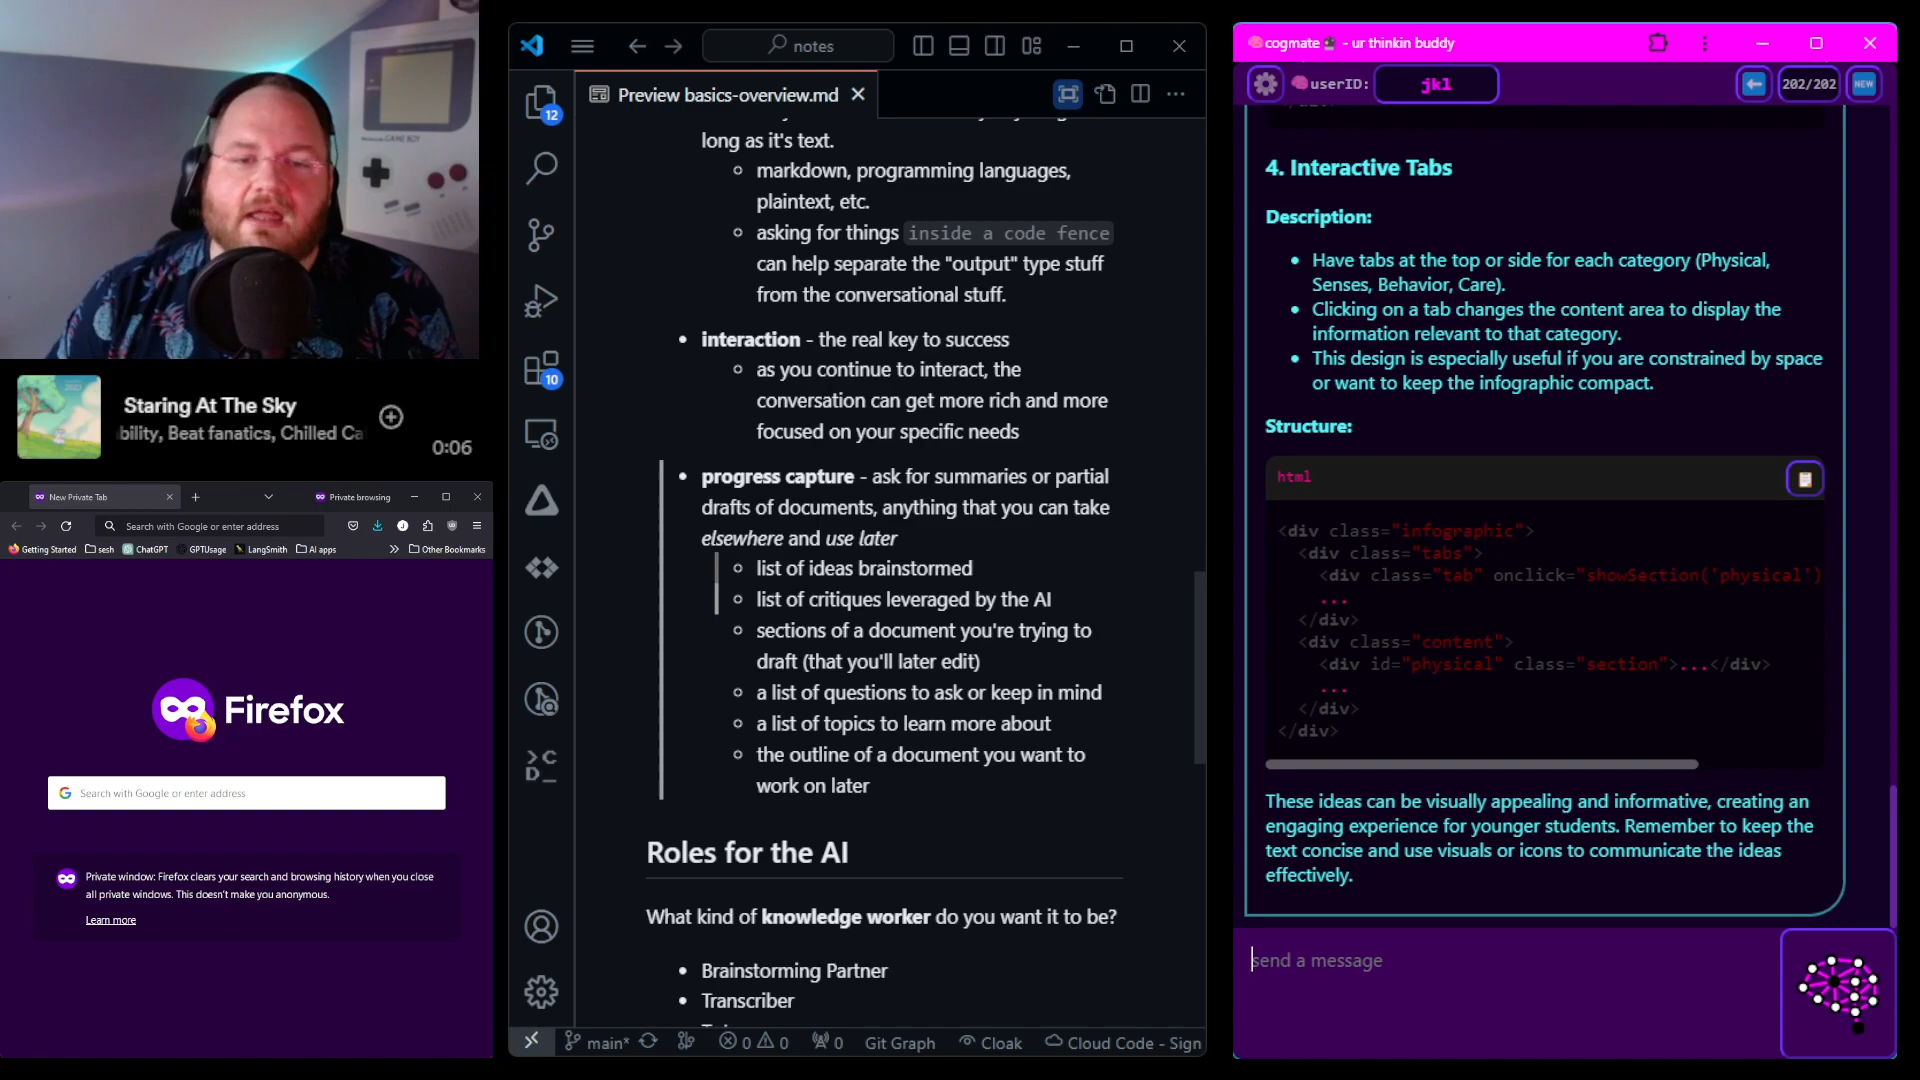 NINTENDO GAME BOY
Staring At The Sky
bility, Beat fanatics, Chilled Ca
0:06
New Private Tab
Private browsing
Search with Google or enter address
Getting Started
sesh
ChatGPT
GPTUsage
LangSmith
AI apps
Other Bookmarks
Firefox
Search with Google or enter address
Private window: Firefox clears your search and browsing history when you close
all private windows. This doesn't make you anonymous.
Learn more
notes
Preview basics-overview.md
12
10
long as it's text.
markdown, programming languages,
plaintext, etc.
asking for things inside a code fence
can help separate the "output" type stuff
from the conversational stuff.
interaction - the real key to success
as you continue to interact, the
conversation can get more rich and more
focused on your specific needs
progress capture - ask for summaries or partial
drafts of documents, anything that you can take
elsewhere and use later
list of ideas brainstormed
list of critiques leveraged by the AI
sections of a document you're trying to
draft (that you'll later edit)
a list of questions to ask or keep in mind
a list of topics to learn more about
the outline of a document you want to
work on later
Roles for the AI
What kind of knowledge worker do you want it to be?
Brainstorming Partner
Transcriber
main*
0
0
0
Git Graph
Cloak
Cloud Code - Sign
cogmate - ur thinkin buddy
userID:
jkl
202/202
NEW
4. Interactive Tabs
Description:
Have tabs at the top or side for each category (Physical,
Senses, Behavior, Care).
Clicking on a tab changes the content area to display the
information relevant to that category.
This design is especially useful if you are constrained by space
or want to keep the infographic compact.
Structure:
html
<div class="infographic">
<div class="tabs">
<div class="tab" onclick="showSection('physical')
...
</div>
<div class="content">
<div id="physical" class="section">...</div>
...
</div>
</div>
These ideas can be visually appealing and informative, creating an
engaging experience for younger students. Remember to keep the
text concise and use visuals or icons to communicate the ideas
effectively.
send a message